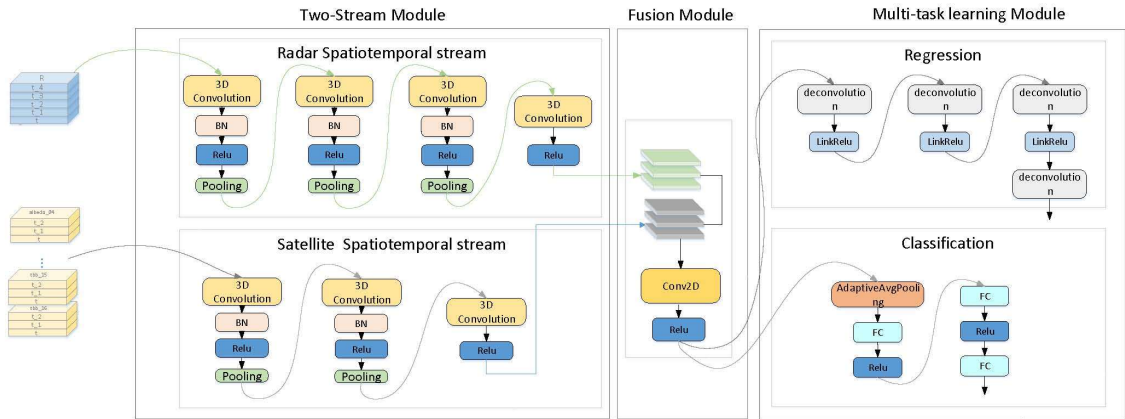 Two-Stream Module
Fusion Module
Multi-task learning Module
Radar Spatiotemporal stream
Regression
R
t_4
t_3
t_2
t_1
t
3D
Convolution
BN
Relu
Pooling
3D
Convolution
BN
Relu
Pooling
3D
Convolution
BN
Relu
Pooling
3D
Convolution
Relu
deconvolutio
n
LinkRelu
deconvolutio
n
LinkRelu
deconvolutio
n
LinkRelu
deconvolutio
n
albedo_04
t_2
t_1
t
t_2
t_1
t
t_2
t_1
t
Satellite Spatiotemporal stream
3D
Convolution
BN
Relu
Pooling
3D
Convolution
BN
Relu
Pooling
3D
Convolution
Relu
Conv2D
Relu
Classification
AdaptiveAvgPooli
ng
FC
Relu
FC
Relu
FC